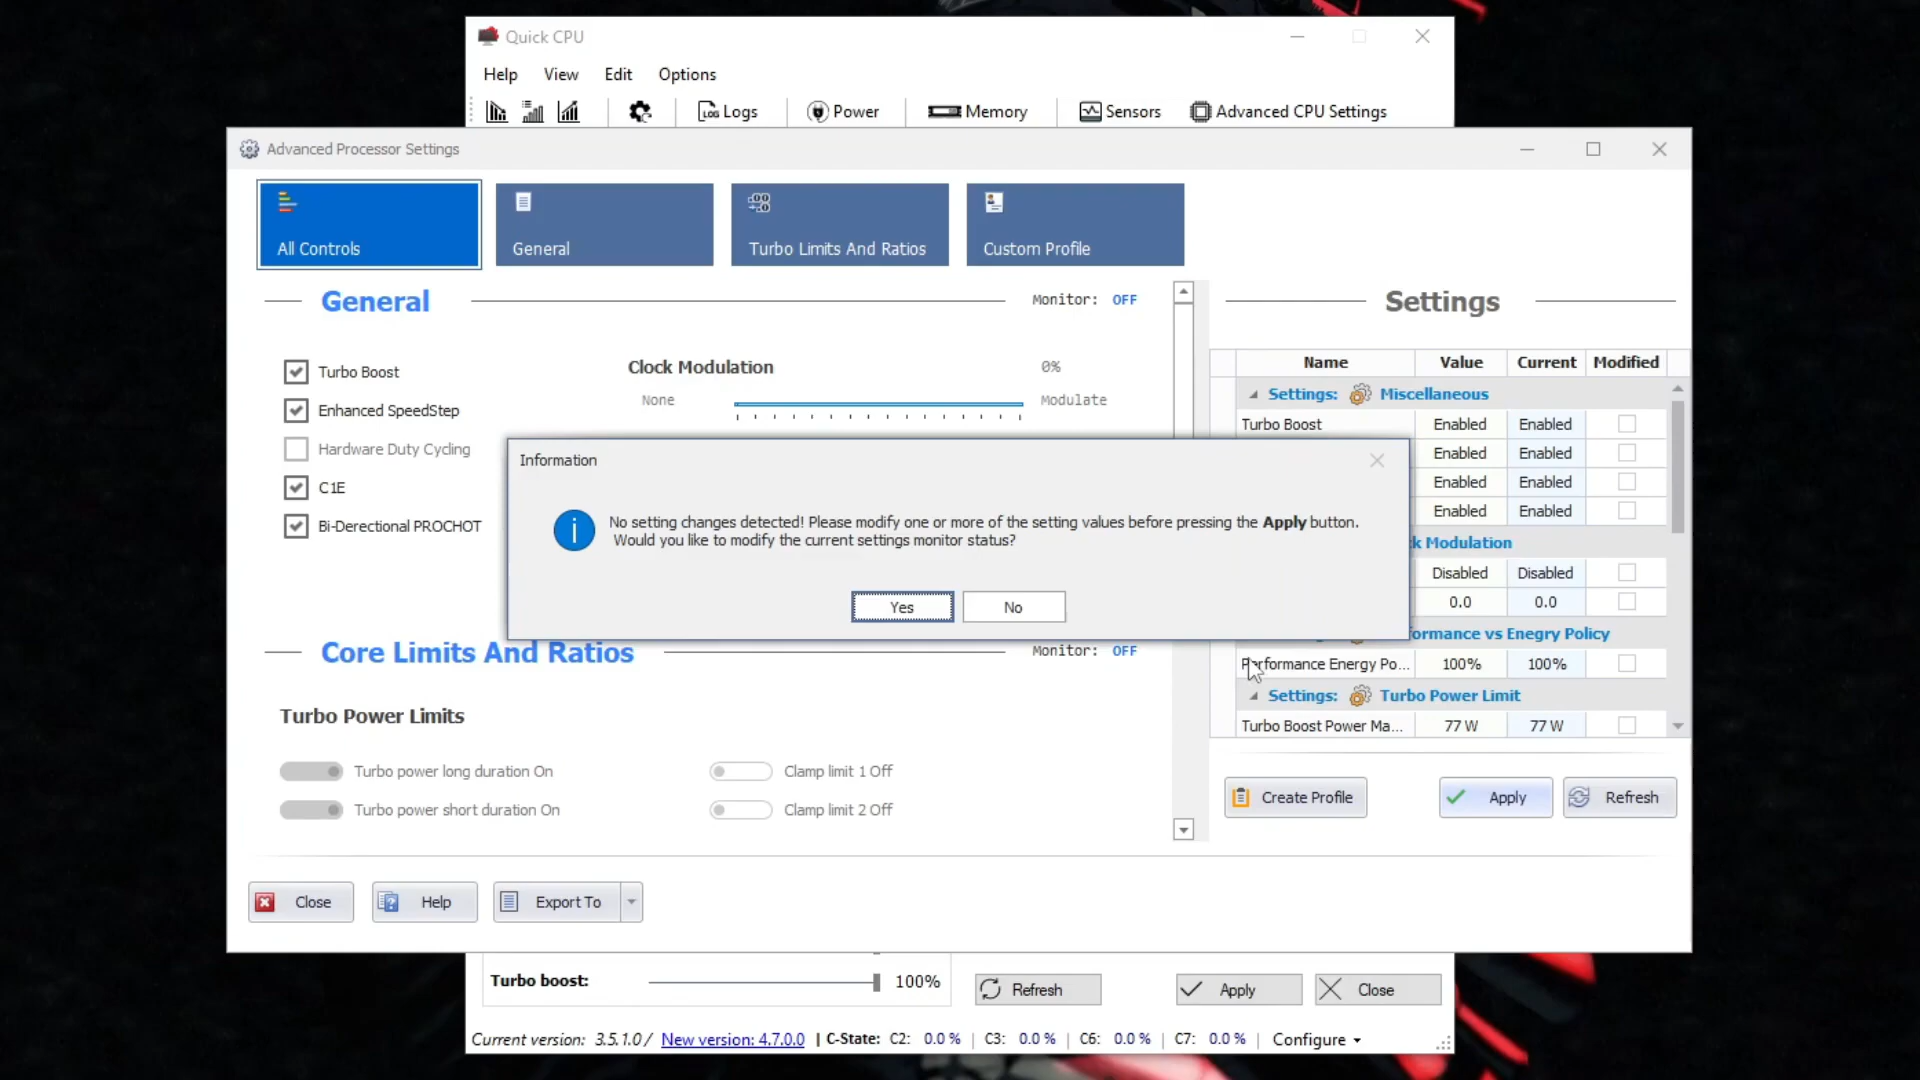 Quick CPU
Help View Edit Options
Logs Power Memory Sensors Advanced CPU Settings
Advanced Processor Settings
All Controls
General
Turbo Limits And Ratios
Custom Profile
General
Monitor: OFF
Turbo Boost
Enhanced SpeedStep
Hardware Duty Cycling
C1E
Bi-Derectional PROCHOT
Clock Modulation
0%
None
Modulate
Settings
Name Value Current Modified
Settings: Miscellaneous
Turbo Boost Enabled Enabled
Enabled Enabled
Enabled Enabled
Enabled Enabled
k Modulation
Disabled Disabled
0.0 0.0
ormance vs Enegry Policy
Performance Energy Po... 100% 100%
Settings: Turbo Power Limit
Turbo Boost Power Ma... 77 W 77 W
Information
No setting changes detected! Please modify one or more of the setting values before pressing the Apply button.
Would you like to modify the current settings monitor status?
Yes
No
Core Limits And Ratios
Monitor: OFF
Turbo Power Limits
Turbo power long duration On
Clamp limit 1 Off
Turbo power short duration On
Clamp limit 2 Off
Create Profile
Apply
Refresh
Close
Help
Export To
Turbo boost: 100%
Refresh
Apply
Close
Current version: 3.5.1.0 / New version: 4.7.0.0 | C-State: C2: 0.0 % | C3: 0.0 % | C6: 0.0 % | C7: 0.0 % | Configure